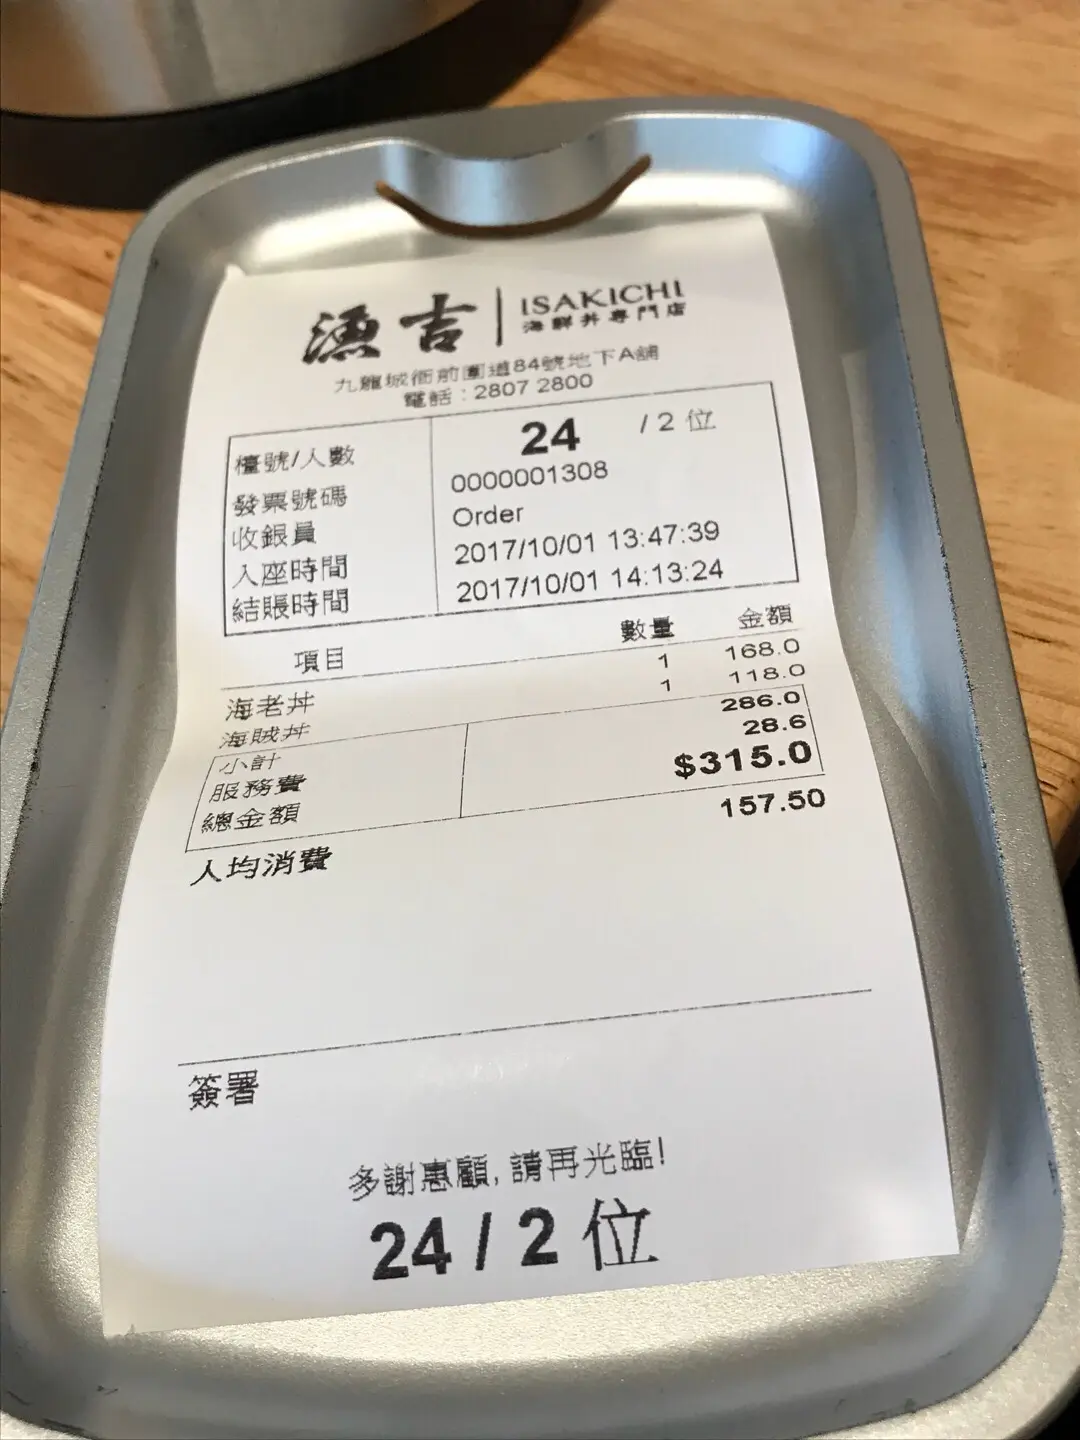 漁吉 ISAKICHI
海鮮丼專門店
九龍城衙前圍道84號地下A舖
電話：2807 2800
檯號/人數 24 / 2 位
發票號碼 0000001308
收銀員 Order
入座時間 2017/10/01 13:47:39
結賬時間 2017/10/01 14:13:24
項目 數量 金額
海老丼 1 168.0
海賊丼 1 118.0
小計 286.0
服務費 28.6
總金額 $315.0
人均消費 157.50
簽署
多謝惠顧, 請再光臨!
24 / 2 位